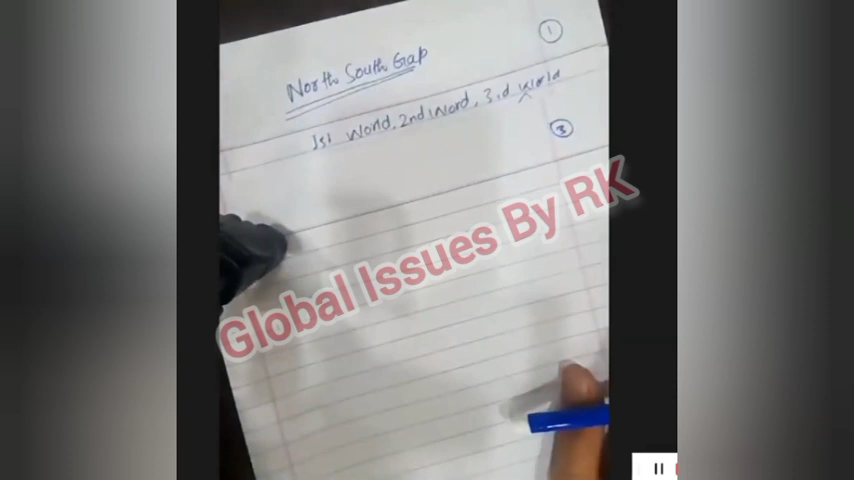 ①
North South Gap
1st World, 2nd Word, 3rd World
③
Global Issues By RK